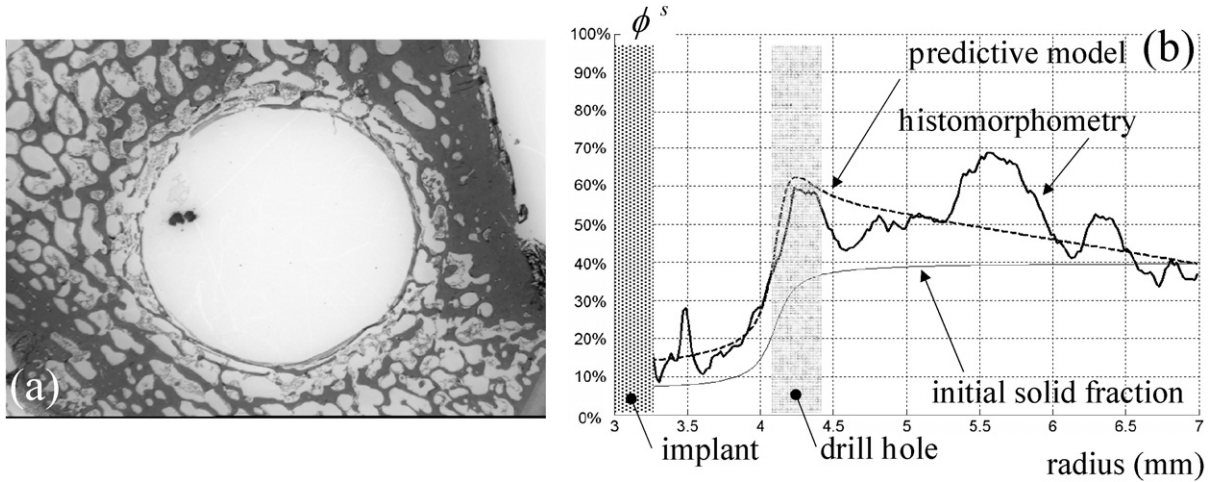 (a)
ϕ s
(b)
100%
90%
80%
70%
60%
50%
40%
30%
20%
10%
0%
predictive model
histomorphometry
initial solid fraction
3 3.5 4 4.5 5 5.5 6 6.5 7
implant
drill hole
radius (mm)